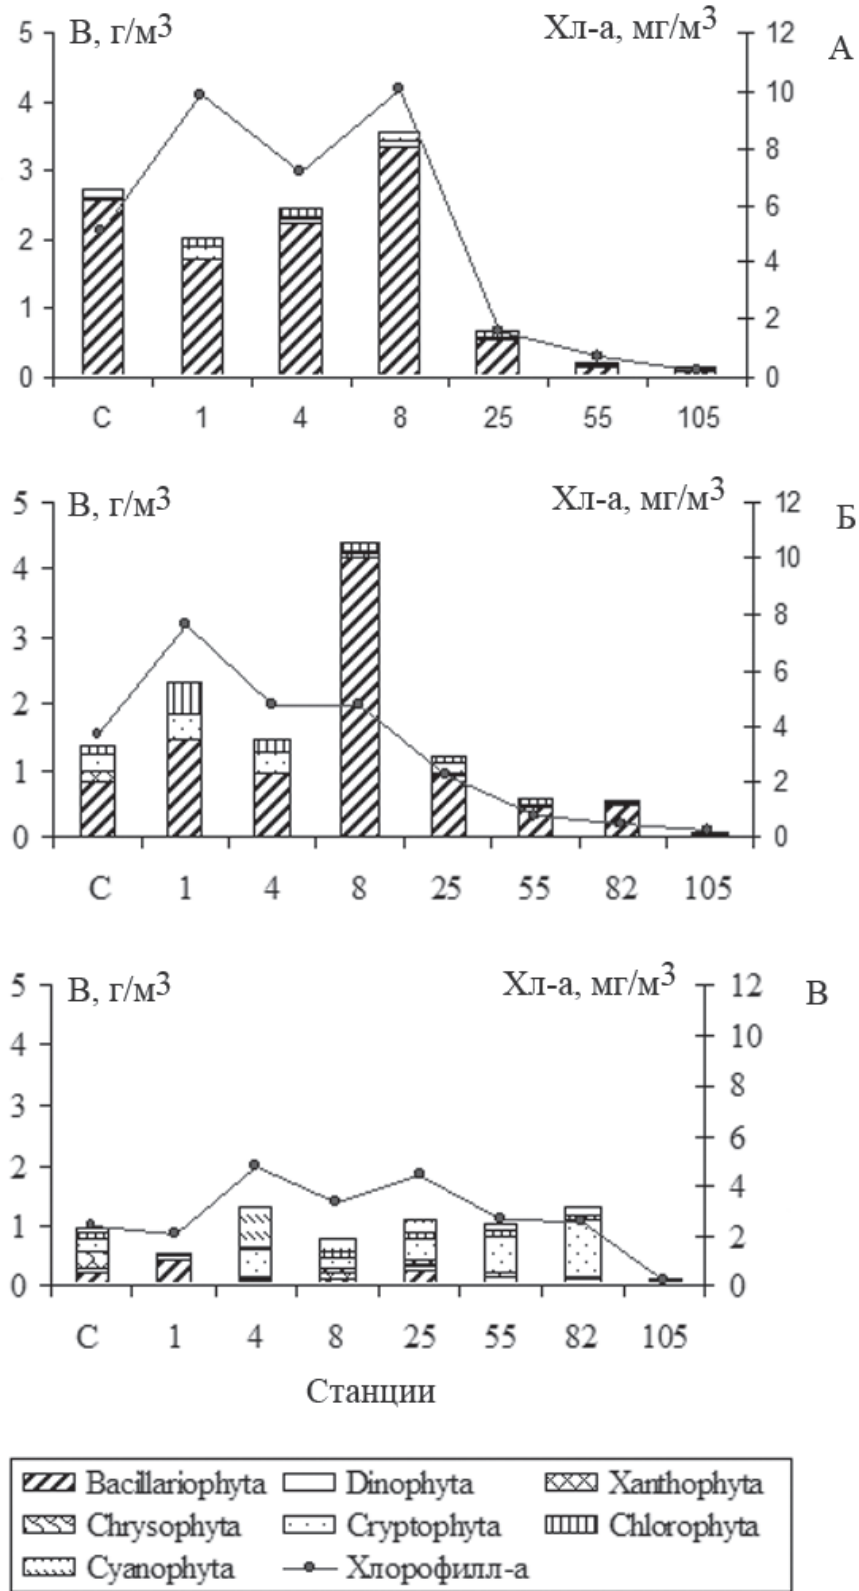 В, г/м3 Хл-а, мг/м3 А
5 12
4 10
3 8
2 6
1 4
0 2
0
С 1 4 8 25 55 105
В, г/м3 Хл-а, мг/м3 Б
5 12
4 10
3 8
2 6
1 4
0 2
0
С 1 4 8 25 55 82 105
В, г/м3 Хл-а, мг/м3 В
5 12
4 10
3 8
2 6
1 4
0 2
0
С 1 4 8 25 55 82 105
Станции
Bacillariophyta Dinophyta Xanthophyta
Chrysophyta Cryptophyta Chlorophyta
Cyanophyta Хлорофилл-а